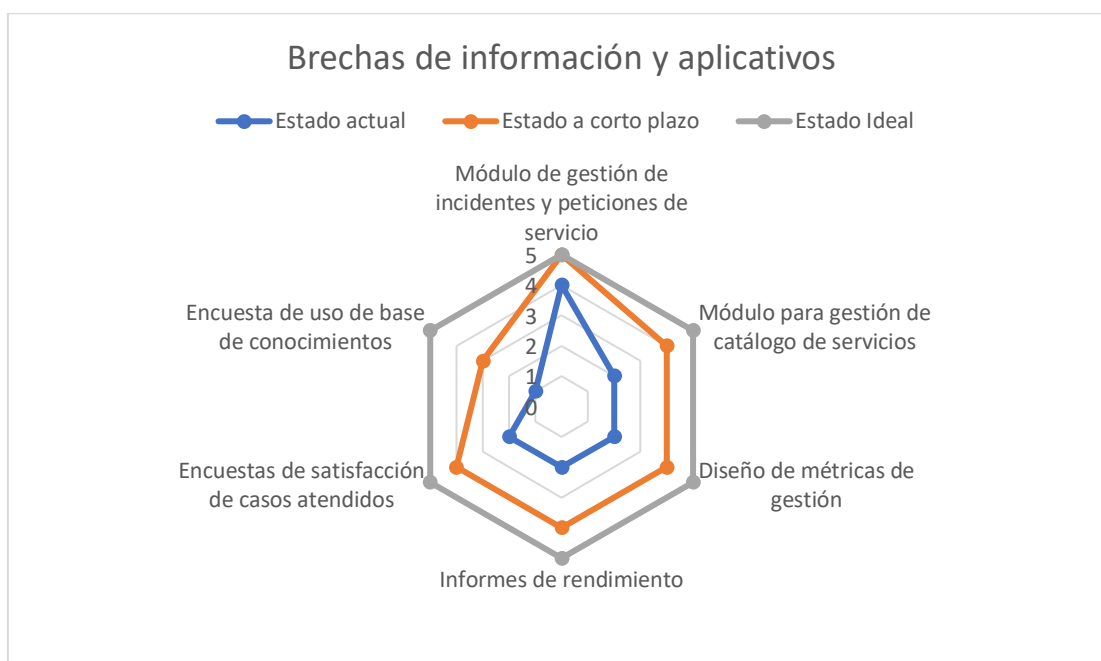 Brechas de información y aplicativos
Estado actual
Estado a corto plazo
Estado Ideal
Módulo de gestión de
incidentes y peticiones de
servicio
5
4
3
2
1
0
Módulo para gestión de
catálogo de servicios
Diseño de métricas de
gestión
Informes de rendimiento
Encuestas de satisfacción
de casos atendidos
Encuesta de uso de base
de conocimientos